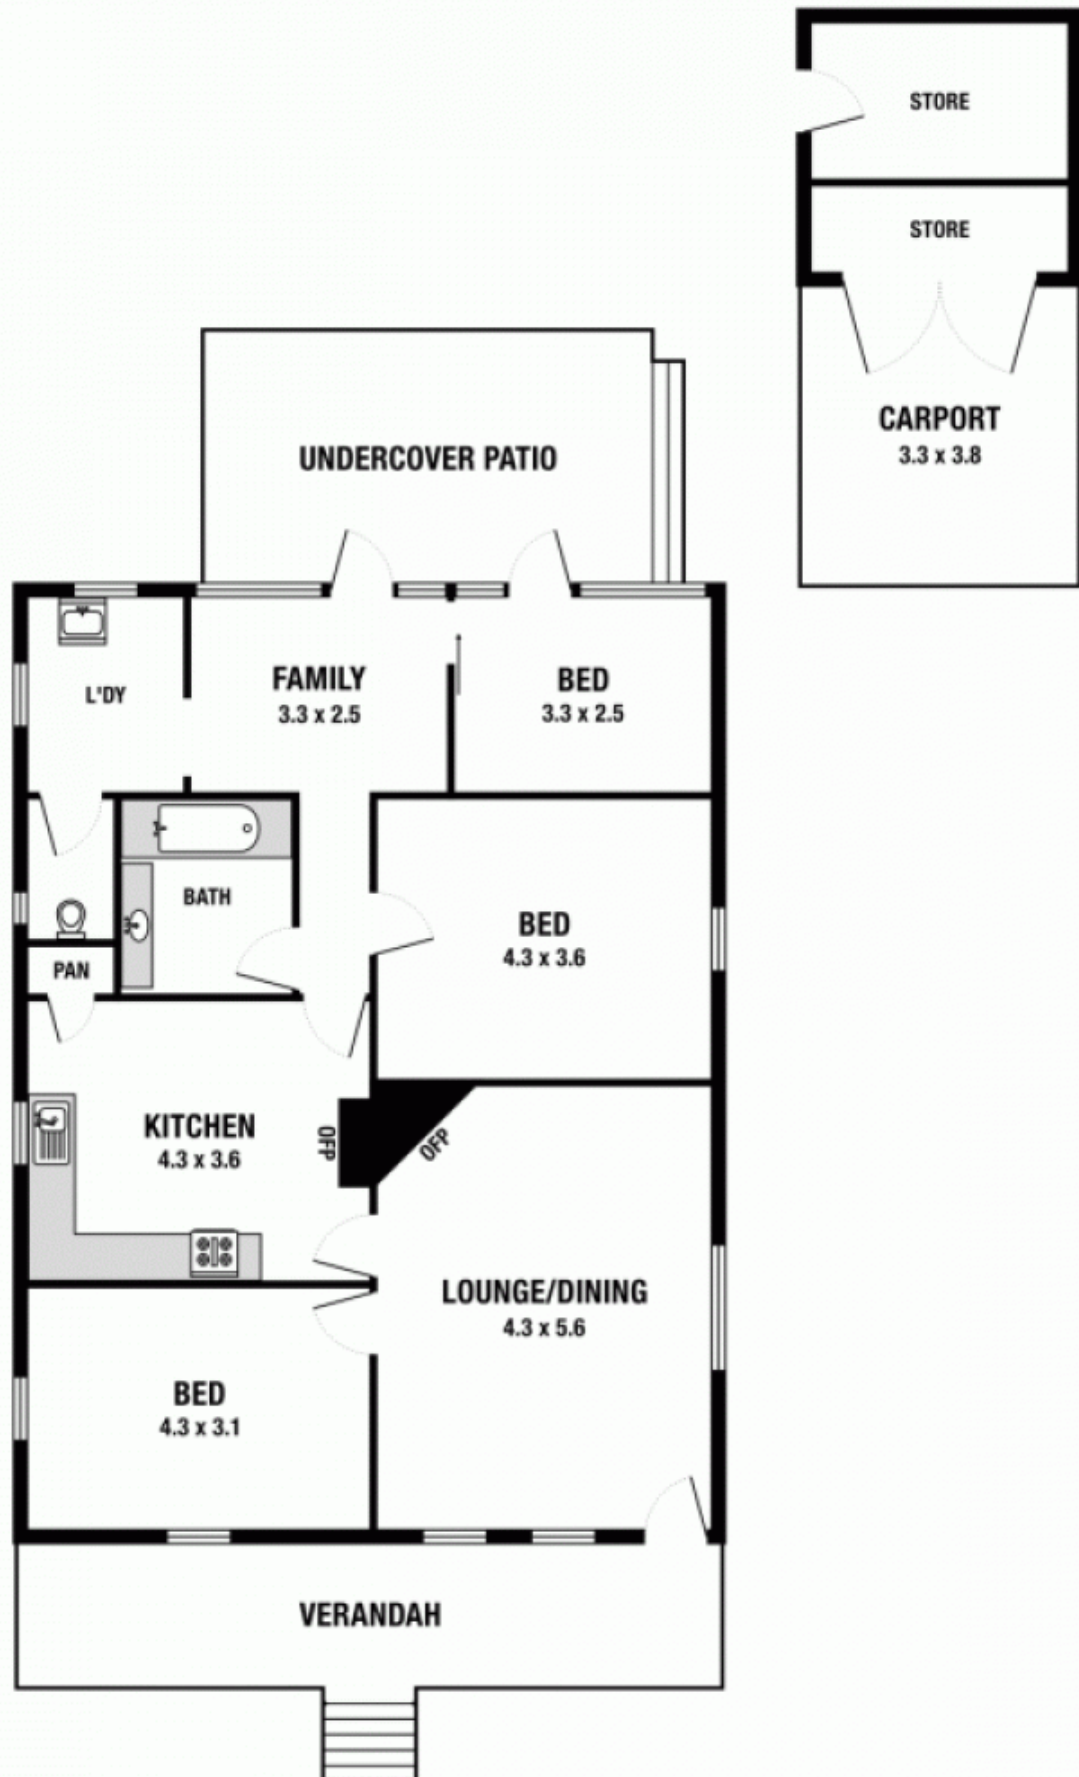 STORE
STORE
CARPORT
3.3 x 3.8
UNDERCOVER PATIO
L'DY
FAMILY
3.3 x 2.5
BED
3.3 x 2.5
BATH
BED
4.3 x 3.6
PAN
KITCHEN
4.3 x 3.6
OFP
OFP
LOUNGE/DINING
4.3 x 5.6
BED
4.3 x 3.1
VERANDAH